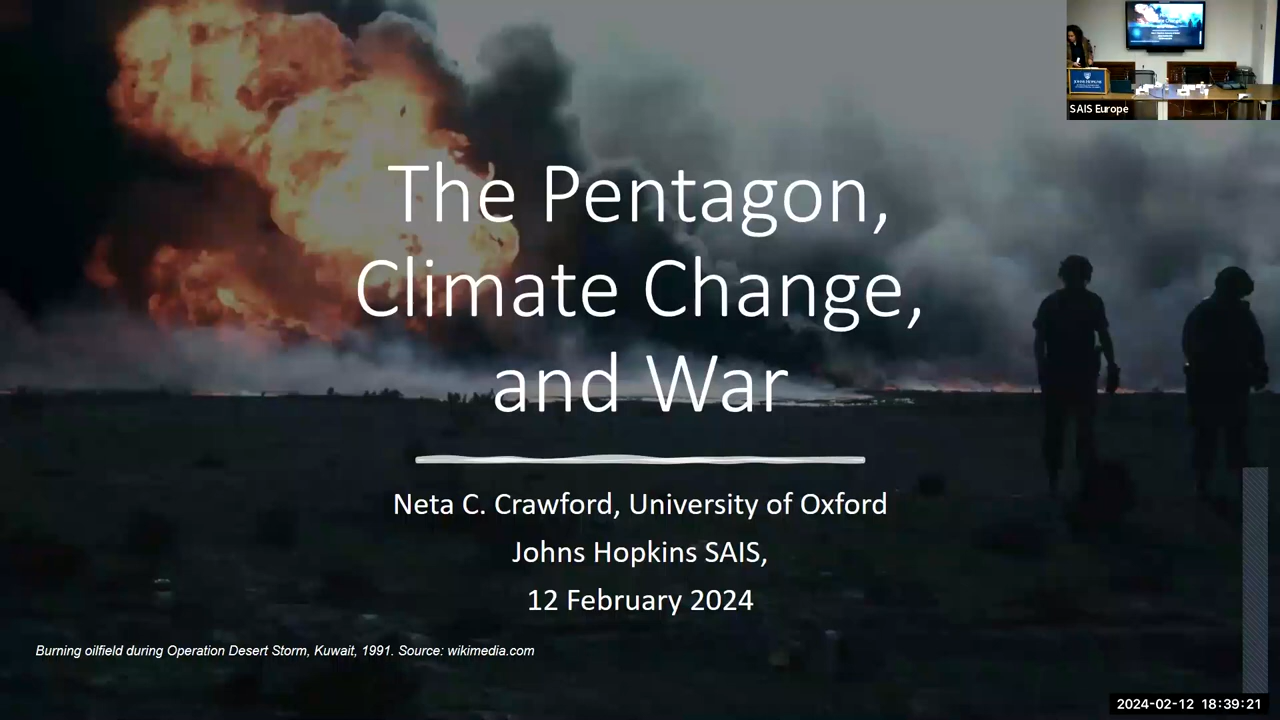 SAIS Europe
The Pentagon,
Climate Change,
and War
Neta C. Crawford, University of Oxford
Johns Hopkins SAIS,
12 February 2024
Burning oilfield during Operation Desert Storm, Kuwait, 1991. Source: wikimedia.com
2024-02-12 18:39:21